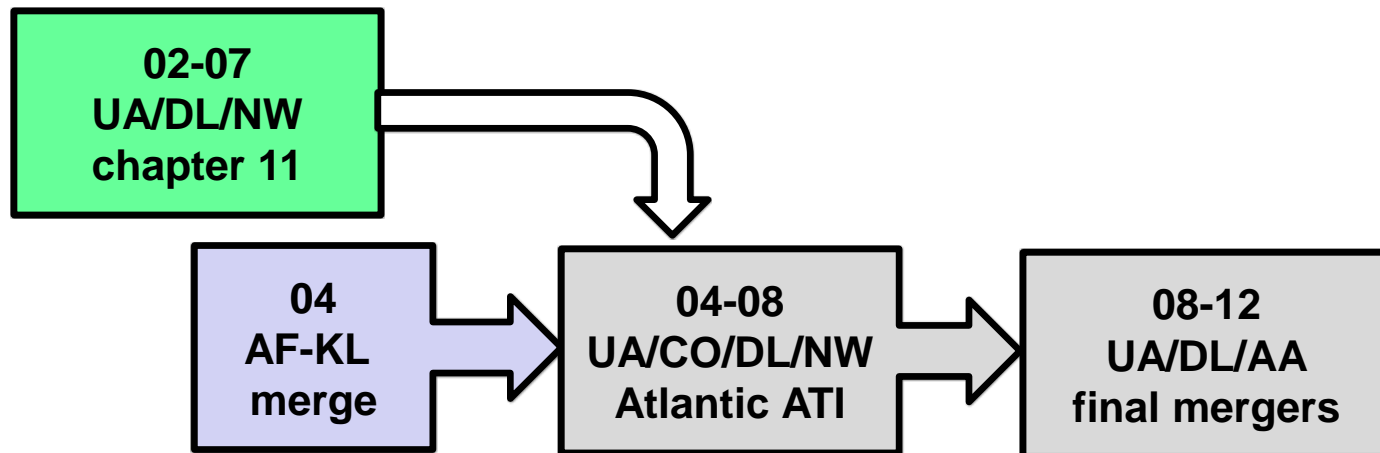 02-07
UA/DL/NW
chapter 11
04
AF-KL
merge
04-08
UA/CO/DL/NW
Atlantic ATI
08-12
UA/DL/AA
final mergers